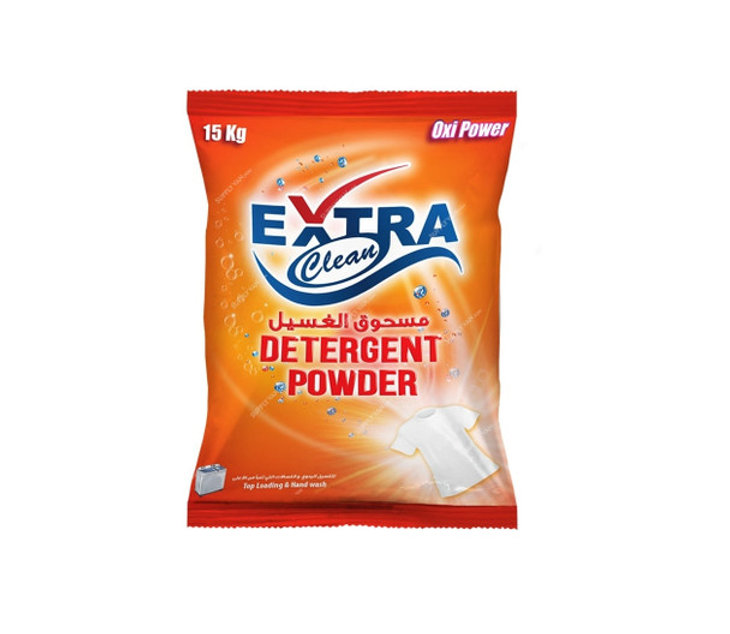 15 Kg
Oxi Power
EXTRA
Clean
مسحوق الغسيل
DETERGENT
POWDER
Top Loading & Hand wash